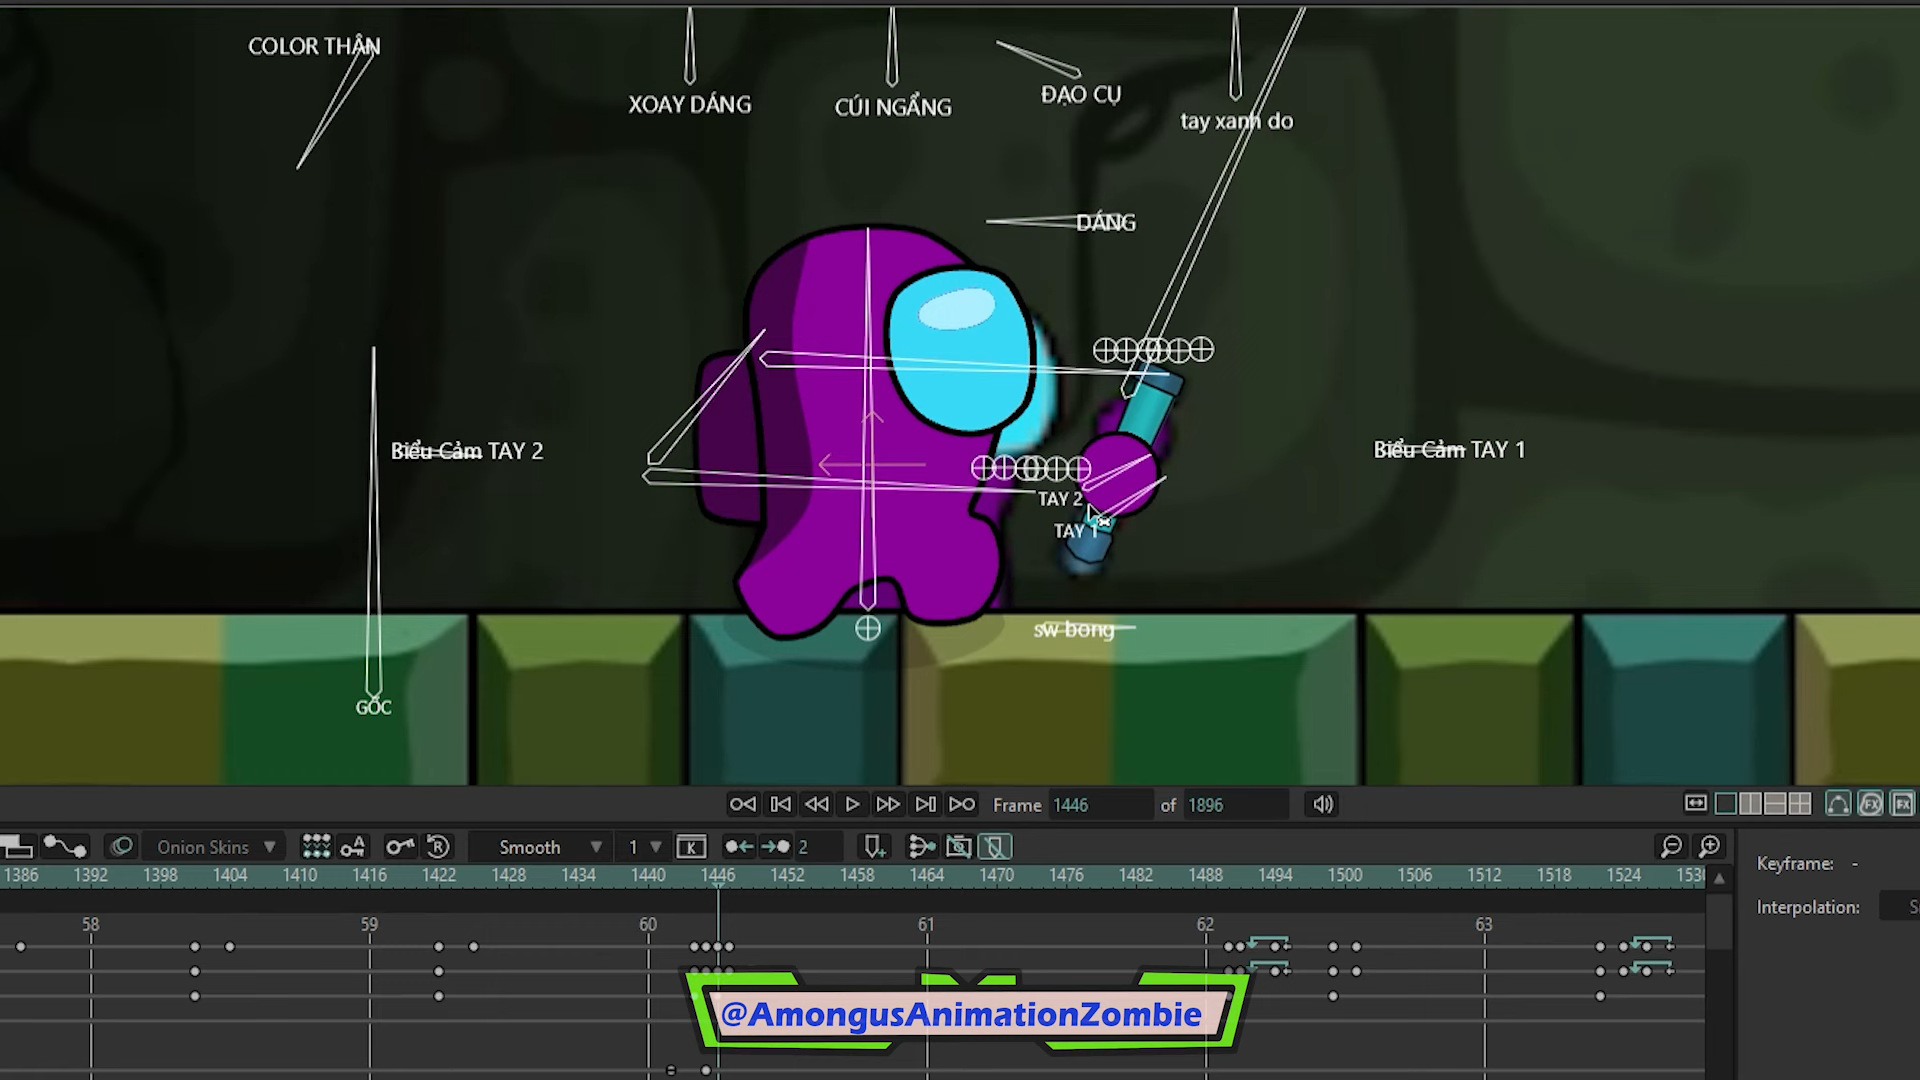 COLOR THÂN
XOAY DÁNG
CÚI NGẨNG
ĐẠO CỤ
tay xanh do
DÁNG
Biểu Cảm TAY 2
Biểu Cảm TAY 1
TAY 2
TAY 1
sw bong
GỐC
Frame 1446 of 1896
Onion Skins
Smooth
1
K
2
1386 1392 1398 1404 1410 1416 1422 1428 1434 1440 1446 1452 1458 1464 1470 1476 1482 1488 1494 1500 1506 1512 1518 1524
Keyframe: -
Interpolation:
58 59 60 61 62 63
@AmongusAnimationZombie